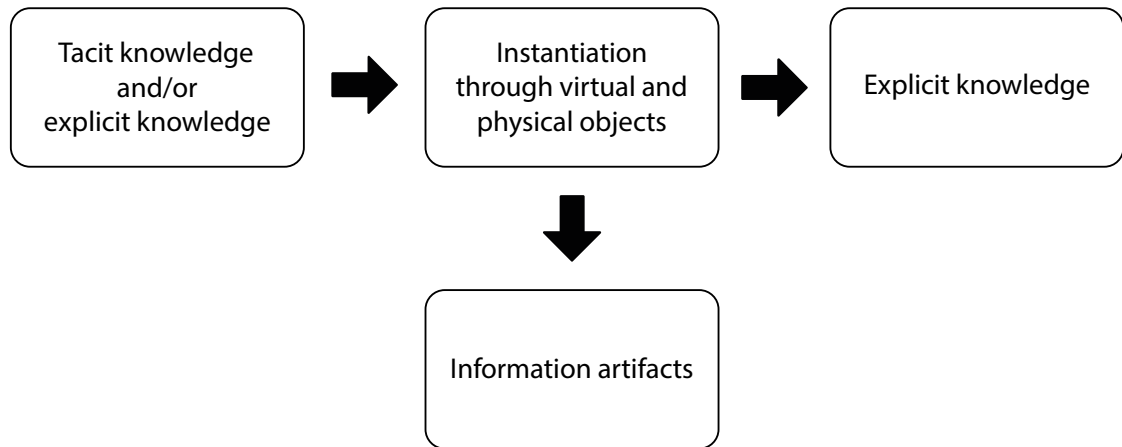 Tacit knowledge
and/or
explicit knowledge
Instantiation
through virtual and
physical objects
Explicit knowledge
Information artifacts